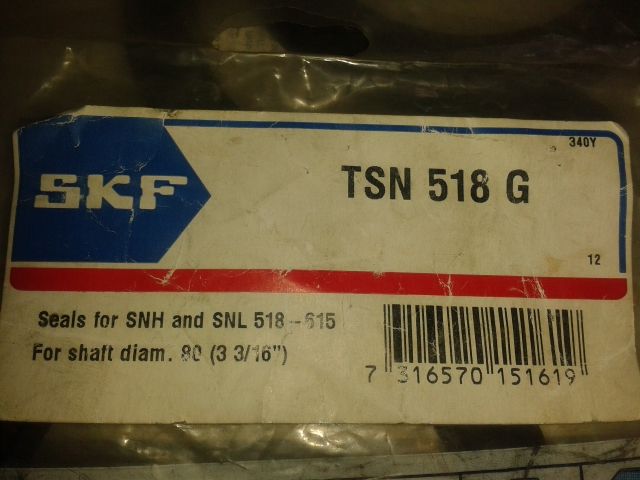 340Y
SKF
TSN 518 G
12
Seals for SNH and SNL 518-615
For shaft diam. 80 (3 3/16")
7 316570 151619